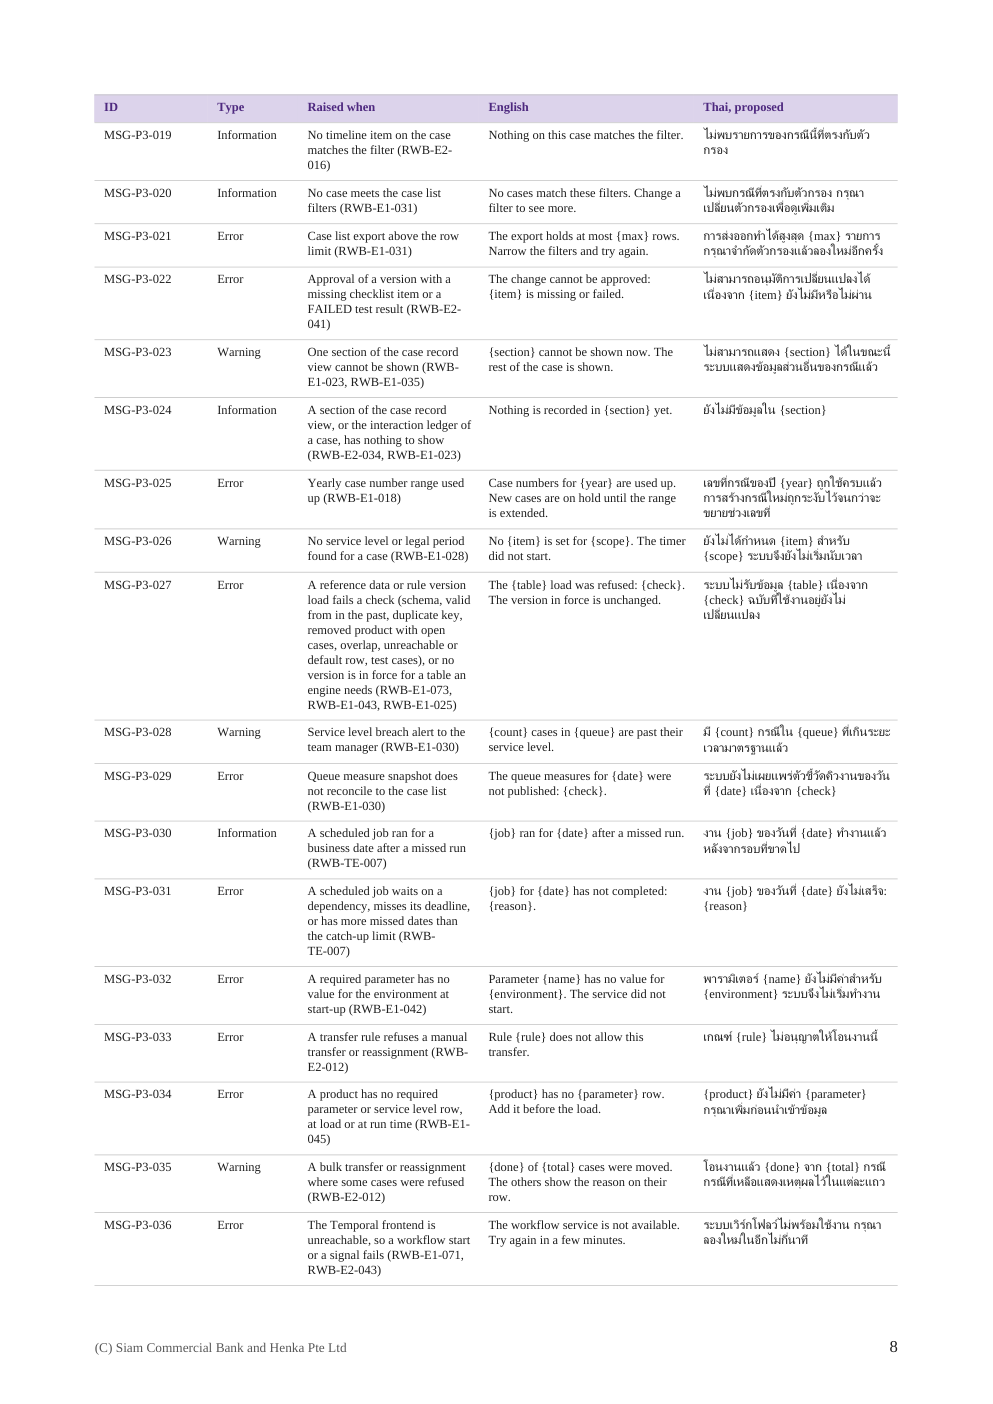 ID Type Raised when English Thai, proposed
MSG-P3-019 Information No timeline item on the case Nothing on this case matches the filter. ไม่พบรายการของกรณีนี้ที่ตรงกับตัว
matches the filter (RWB-E2- กรอง
016)
MSG-P3-020 Information No case meets the case list No cases match these filters. Change a ไม่พบกรณีที่ตรงกับตัวกรอง กรุณา
filters (RWB-E1-031) filter to see more. เปลี่ยนตัวกรองเพื่อดูเพิ่มเติม
MSG-P3-021 Error Case list export above the row The export holds at most {max} rows. การส่งออกทำได้สูงสุด {max} รายการ
limit (RWB-E1-031) Narrow the filters and try again. กรุณาจำกัดตัวกรองแล้วลองใหม่อีกครั้ง
MSG-P3-022 Error Approval of a version with a The change cannot be approved: ไม่สามารถอนุมัติการเปลี่ยนแปลงได้
missing checklist item or a {item} is missing or failed. เนื่องจาก {item} ยังไม่มีหรือไม่ผ่าน
FAILED test result (RWB-E2-
041)
MSG-P3-023 Warning One section of the case record {section} cannot be shown now. The ไม่สามารถแสดง {section} ได้ในขณะนี้
view cannot be shown (RWB- rest of the case is shown. ระบบแสดงข้อมูลส่วนอื่นของกรณีแล้ว
E1-023, RWB-E1-035)
MSG-P3-024 Information A section of the case record Nothing is recorded in {section} yet. ยังไม่มีข้อมูลใน {section}
view, or the interaction ledger of
a case, has nothing to show
(RWB-E2-034, RWB-E1-023)
MSG-P3-025 Error Yearly case number range used Case numbers for {year} are used up. เลขที่กรณีของปี {year} ถูกใช้ครบแล้ว
up (RWB-E1-018) New cases are on hold until the range การสร้างกรณีใหม่ถูกระงับไว้จนกว่าจะ
is extended. ขยายช่วงเลขที่
MSG-P3-026 Warning No service level or legal period No {item} is set for {scope}. The timer ยังไม่ได้กำหนด {item} สำหรับ
found for a case (RWB-E1-028) did not start. {scope} ระบบจึงยังไม่เริ่มนับเวลา
MSG-P3-027 Error A reference data or rule version The {table} load was refused: {check}. ระบบไม่รับข้อมูล {table} เนื่องจาก
load fails a check (schema, valid The version in force is unchanged. {check} ฉบับที่ใช้งานอยู่ยังไม่
from in the past, duplicate key, เปลี่ยนแปลง
removed product with open
cases, overlap, unreachable or
default row, test cases), or no
version is in force for a table an
engine needs (RWB-E1-073,
RWB-E1-043, RWB-E1-025)
MSG-P3-028 Warning Service level breach alert to the {count} cases in {queue} are past their มี {count} กรณีใน {queue} ที่เกินระยะ
team manager (RWB-E1-030) service level. เวลามาตรฐานแล้ว
MSG-P3-029 Error Queue measure snapshot does The queue measures for {date} were ระบบยังไม่เผยแพร่ตัวชี้วัดคิวงานของวัน
not reconcile to the case list not published: {check}. ที่ {date} เนื่องจาก {check}
(RWB-E1-030)
MSG-P3-030 Information A scheduled job ran for a {job} ran for {date} after a missed run. งาน {job} ของวันที่ {date} ทำงานแล้ว
business date after a missed run หลังจากรอบที่ขาดไป
(RWB-TE-007)
MSG-P3-031 Error A scheduled job waits on a {job} for {date} has not completed: งาน {job} ของวันที่ {date} ยังไม่เสร็จ:
dependency, misses its deadline, {reason}. {reason}
or has more missed dates than
the catch-up limit (RWB-
TE-007)
MSG-P3-032 Error A required parameter has no Parameter {name} has no value for พารามิเตอร์ {name} ยังไม่มีค่าสำหรับ
value for the environment at {environment}. The service did not {environment} ระบบจึงไม่เริ่มทำงาน
start-up (RWB-E1-042) start.
MSG-P3-033 Error A transfer rule refuses a manual Rule {rule} does not allow this เกณฑ์ {rule} ไม่อนุญาตให้โอนงานนี้
transfer or reassignment (RWB- transfer.
E2-012)
MSG-P3-034 Error A product has no required {product} has no {parameter} row. {product} ยังไม่มีค่า {parameter}
parameter or service level row, Add it before the load. กรุณาเพิ่มก่อนนำเข้าข้อมูล
at load or at run time (RWB-E1-
045)
MSG-P3-035 Warning A bulk transfer or reassignment {done} of {total} cases were moved. โอนงานแล้ว {done} จาก {total} กรณี
where some cases were refused The others show the reason on their กรณีที่เหลือแสดงเหตุผลไว้ในแต่ละแถว
(RWB-E2-012) row.
MSG-P3-036 Error The Temporal frontend is The workflow service is not available. ระบบเวิร์กโฟลว์ไม่พร้อมใช้งาน กรุณา
unreachable, so a workflow start Try again in a few minutes. ลองใหม่ในอีกไม่กี่นาที
or a signal fails (RWB-E1-071,
RWB-E2-043)
(C) Siam Commercial Bank and Henka Pte Ltd 8